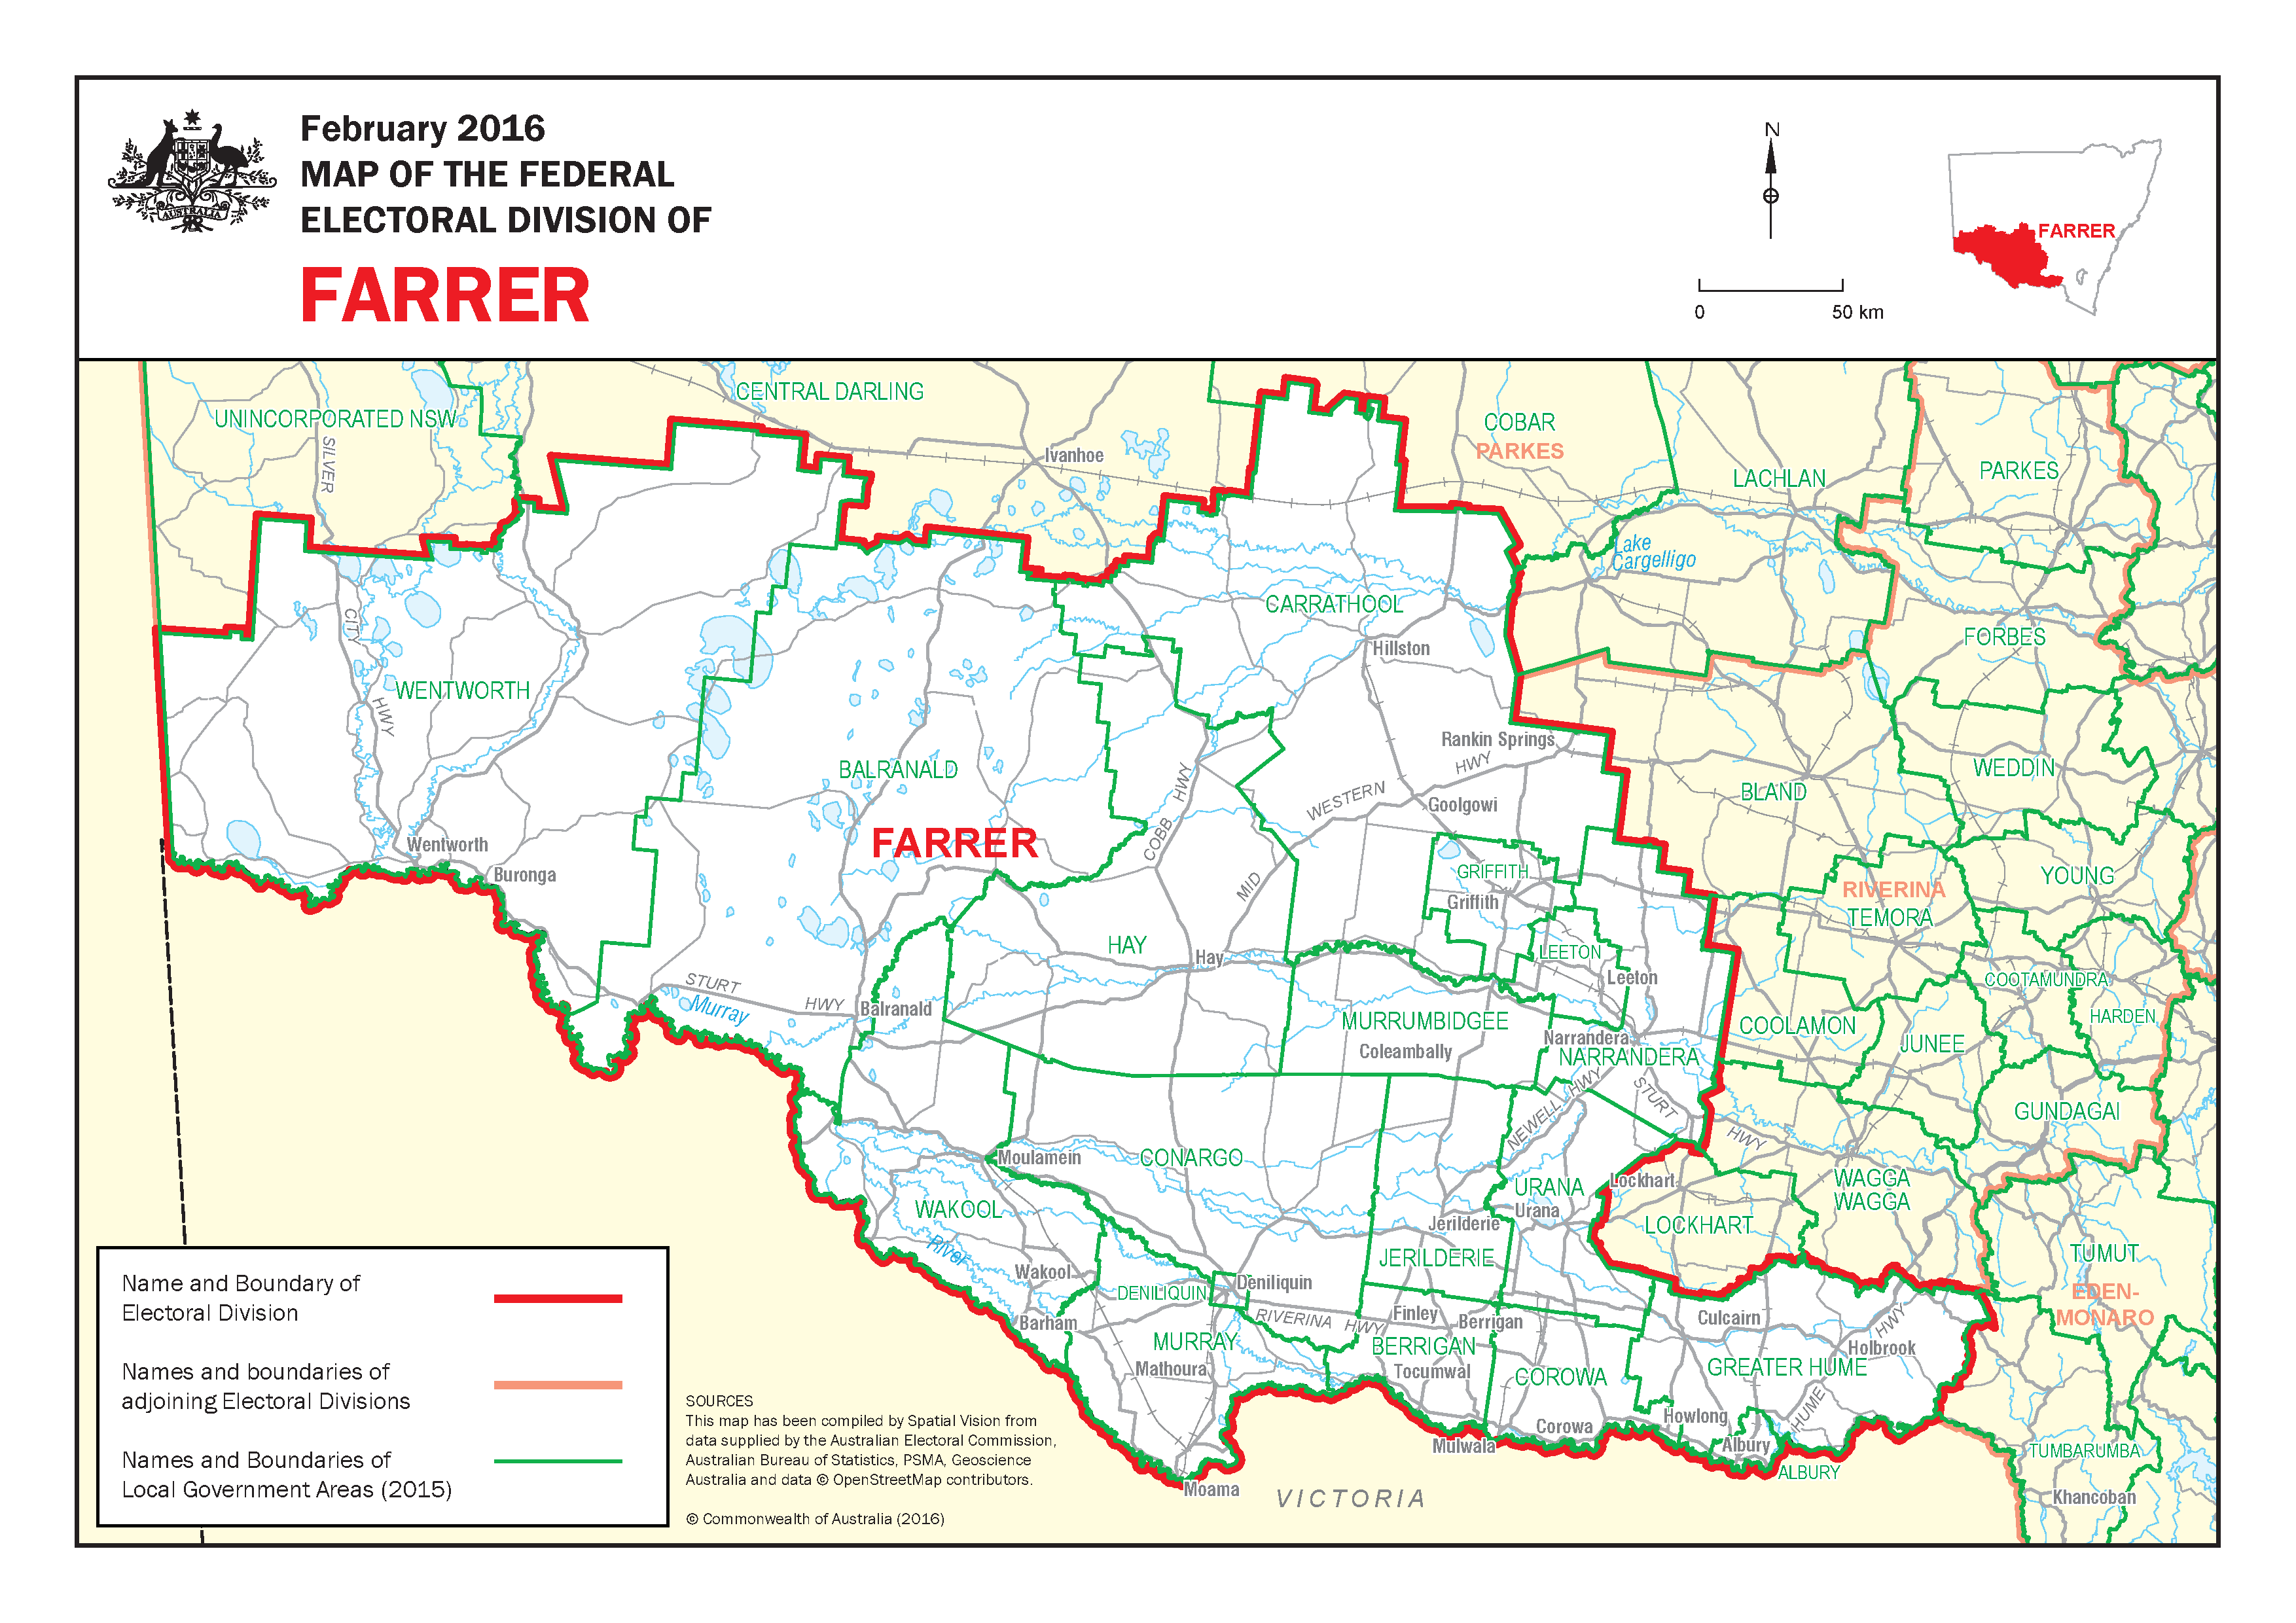 February 2016
MAP OF THE FEDERAL
ELECTORAL DIVISION OF
FARRER
AUSTRALIA
N
0 50 km
FARRER
UNINCORPORATED NSW
CENTRAL DARLING
SILVER
Ivanhoe
COBAR
PARKES
LACHLAN
PARKES
Lake
Cargelligo
CARRATHOOL
CITY
HWY
Hillston
FORBES
WENTWORTH
Rankin Springs
HWY
BALRANALD
COBB
HWY
WESTERN
MID
Goolgowi
BLAND
WEDDIN
Wentworth
FARRER
Buronga
GRIFFITH
Griffith
RIVERINA
TEMORA
YOUNG
HAY
Hay
LEETON
Leeton
COOTAMUNDRA
STURT
HWY
Murray
Balranald
MURRUMBIDGEE
Coleambally
Narrandera
NARRANDERA
COOLAMON
JUNEE
HARDEN
NEWELL
HWY
STURT
HWY
GUNDAGAI
Moulamein
CONARGO
URANA
Urana
Lockhart
LOCKHART
WAGGA
WAGGA
WAKOOL
River
Jerilderie
JERILDERIE
TUMUT
Wakool
DENILIQUIN
Deniliquin
EDEN-
MONARO
Barham
RIVERINA
HWY
Finley
Berrigan
Culcairn
HWY
Holbrook
MURRAY
BERRIGAN
Mathoura
Tocumwal
COROWA
GREATER HUME
HUME
Howlong
Corowa
Mulwala
Albury
ALBURY
TUMBARUMBA
Moama
VICTORIA
Khancoban
Name and Boundary of
Electoral Division
Names and boundaries of
adjoining Electoral Divisions
Names and Boundaries of
Local Government Areas (2015)
SOURCES
This map has been compiled by Spatial Vision from
data supplied by the Australian Electoral Commission,
Australian Bureau of Statistics, PSMA, Geoscience
Australia and data © OpenStreetMap contributors.
© Commonwealth of Australia (2016)